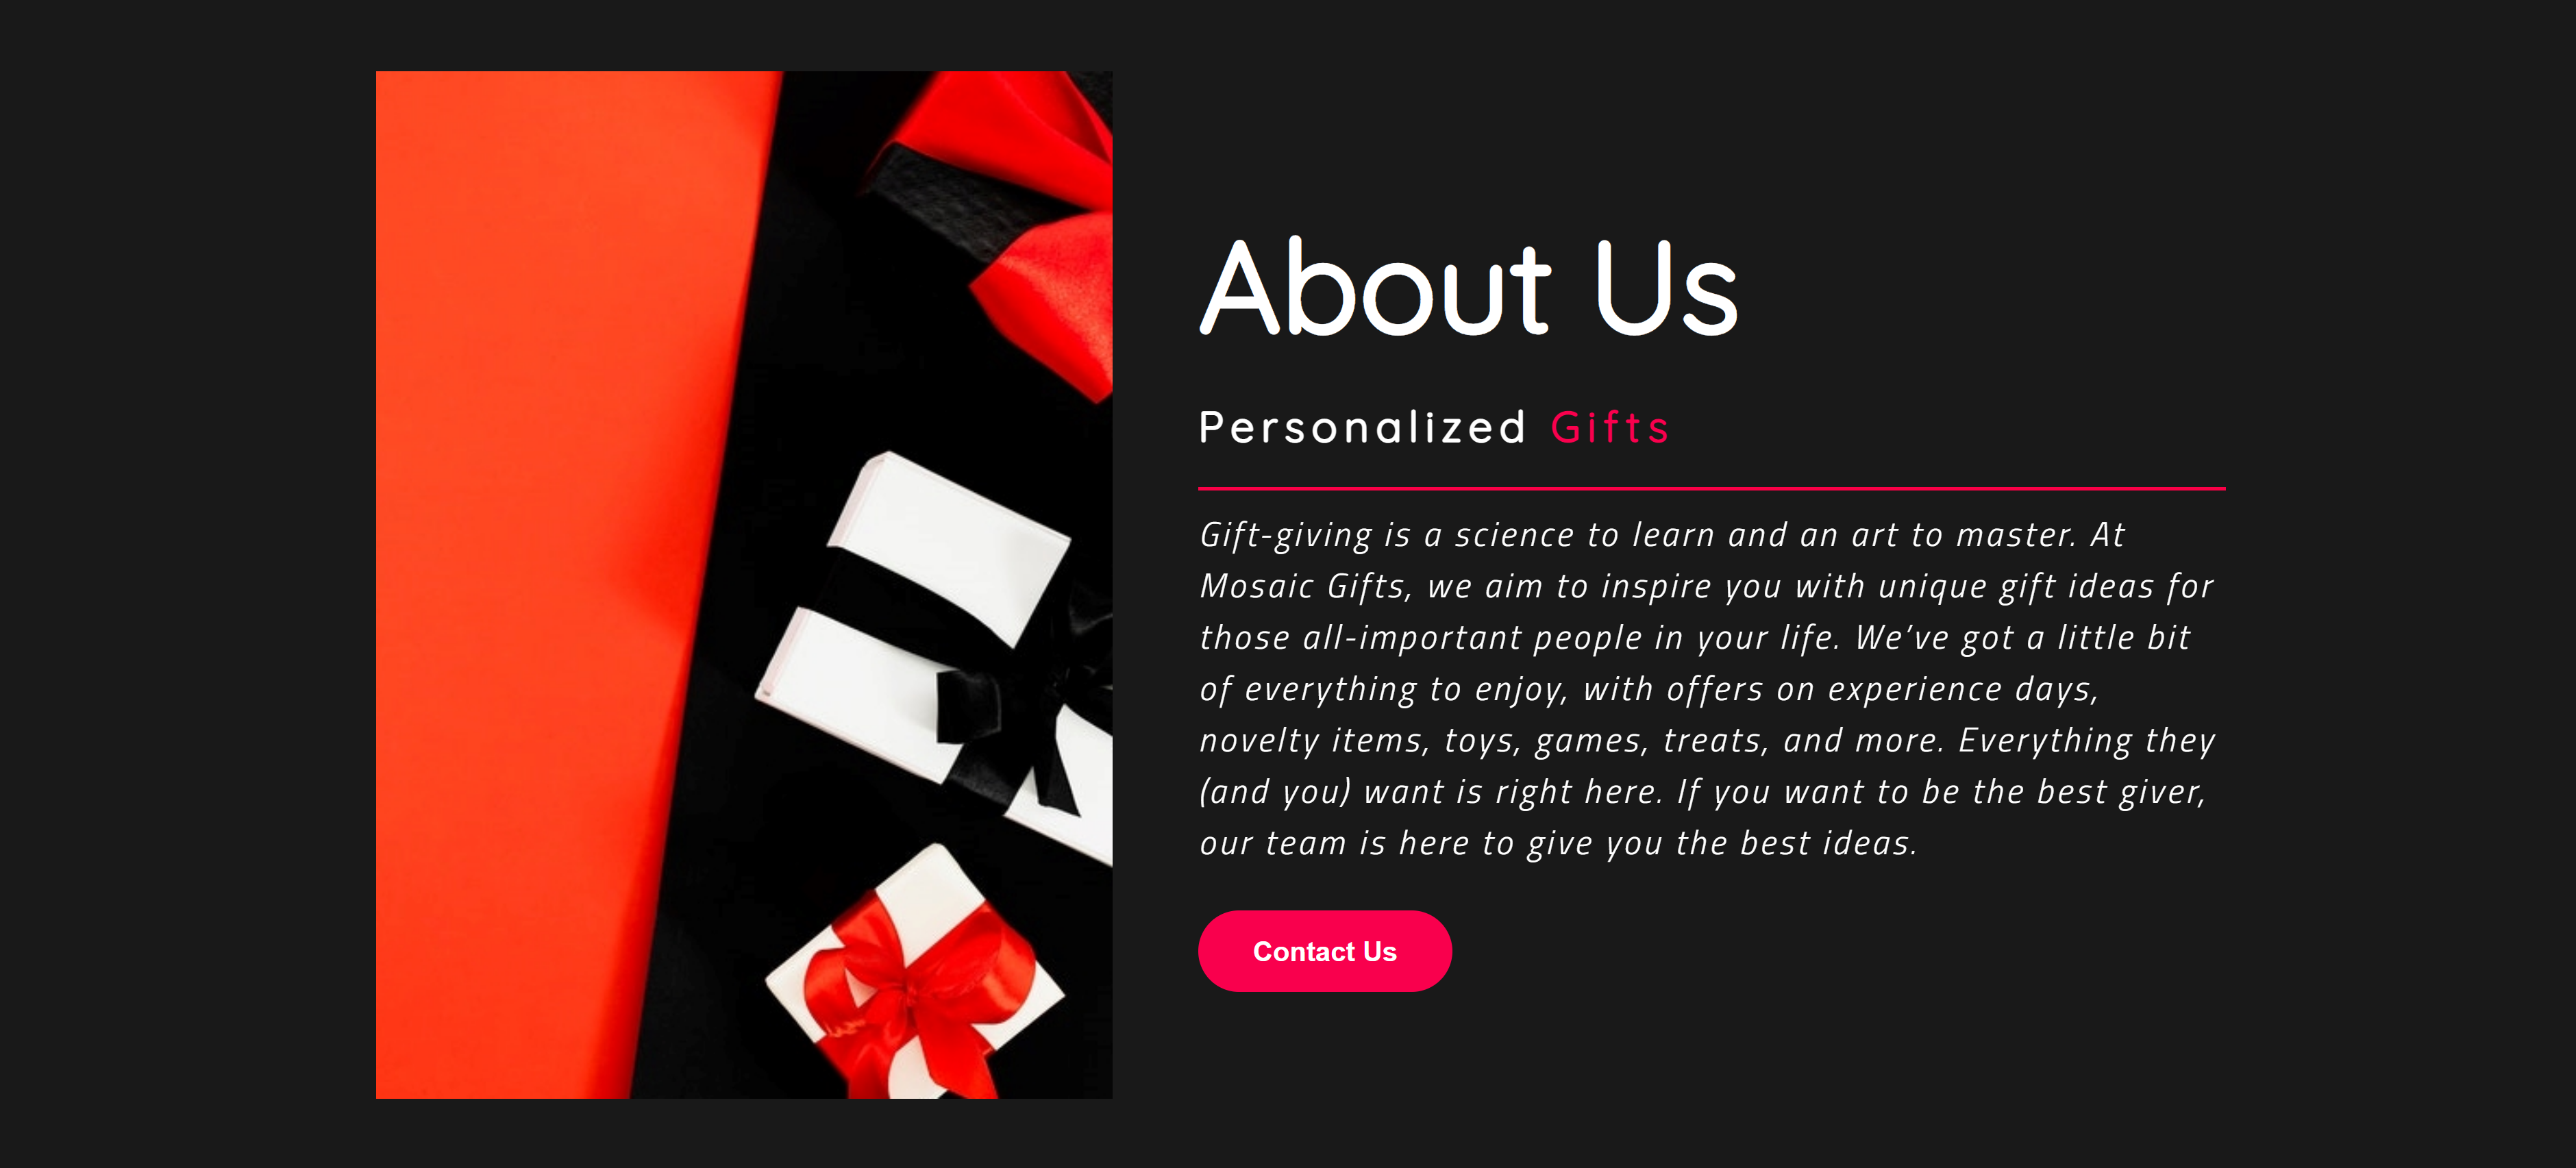 About Us
Personalized Gifts
Gift-giving is a science to learn and an art to master. At
Mosaic Gifts, we aim to inspire you with unique gift ideas for
those all-important people in your life. We’ve got a little bit
of everything to enjoy, with offers on experience days,
novelty items, toys, games, treats, and more. Everything they
(and you) want is right here. If you want to be the best giver,
our team is here to give you the best ideas.
Contact Us